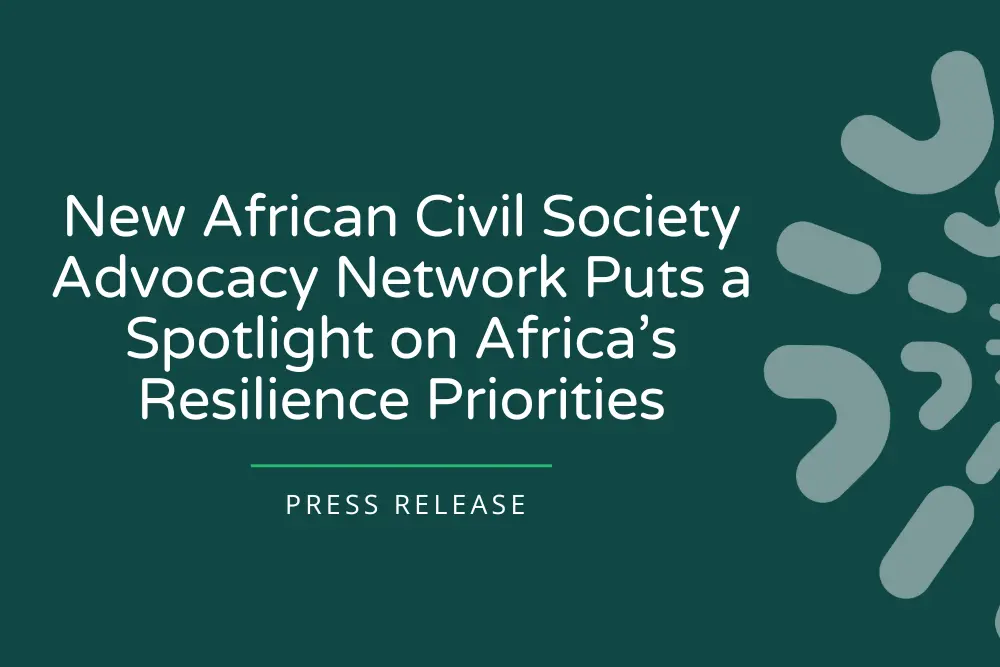 New African Civil Society
Advocacy Network Puts a
Spotlight on Africa’s
Resilience Priorities
PRESS RELEASE